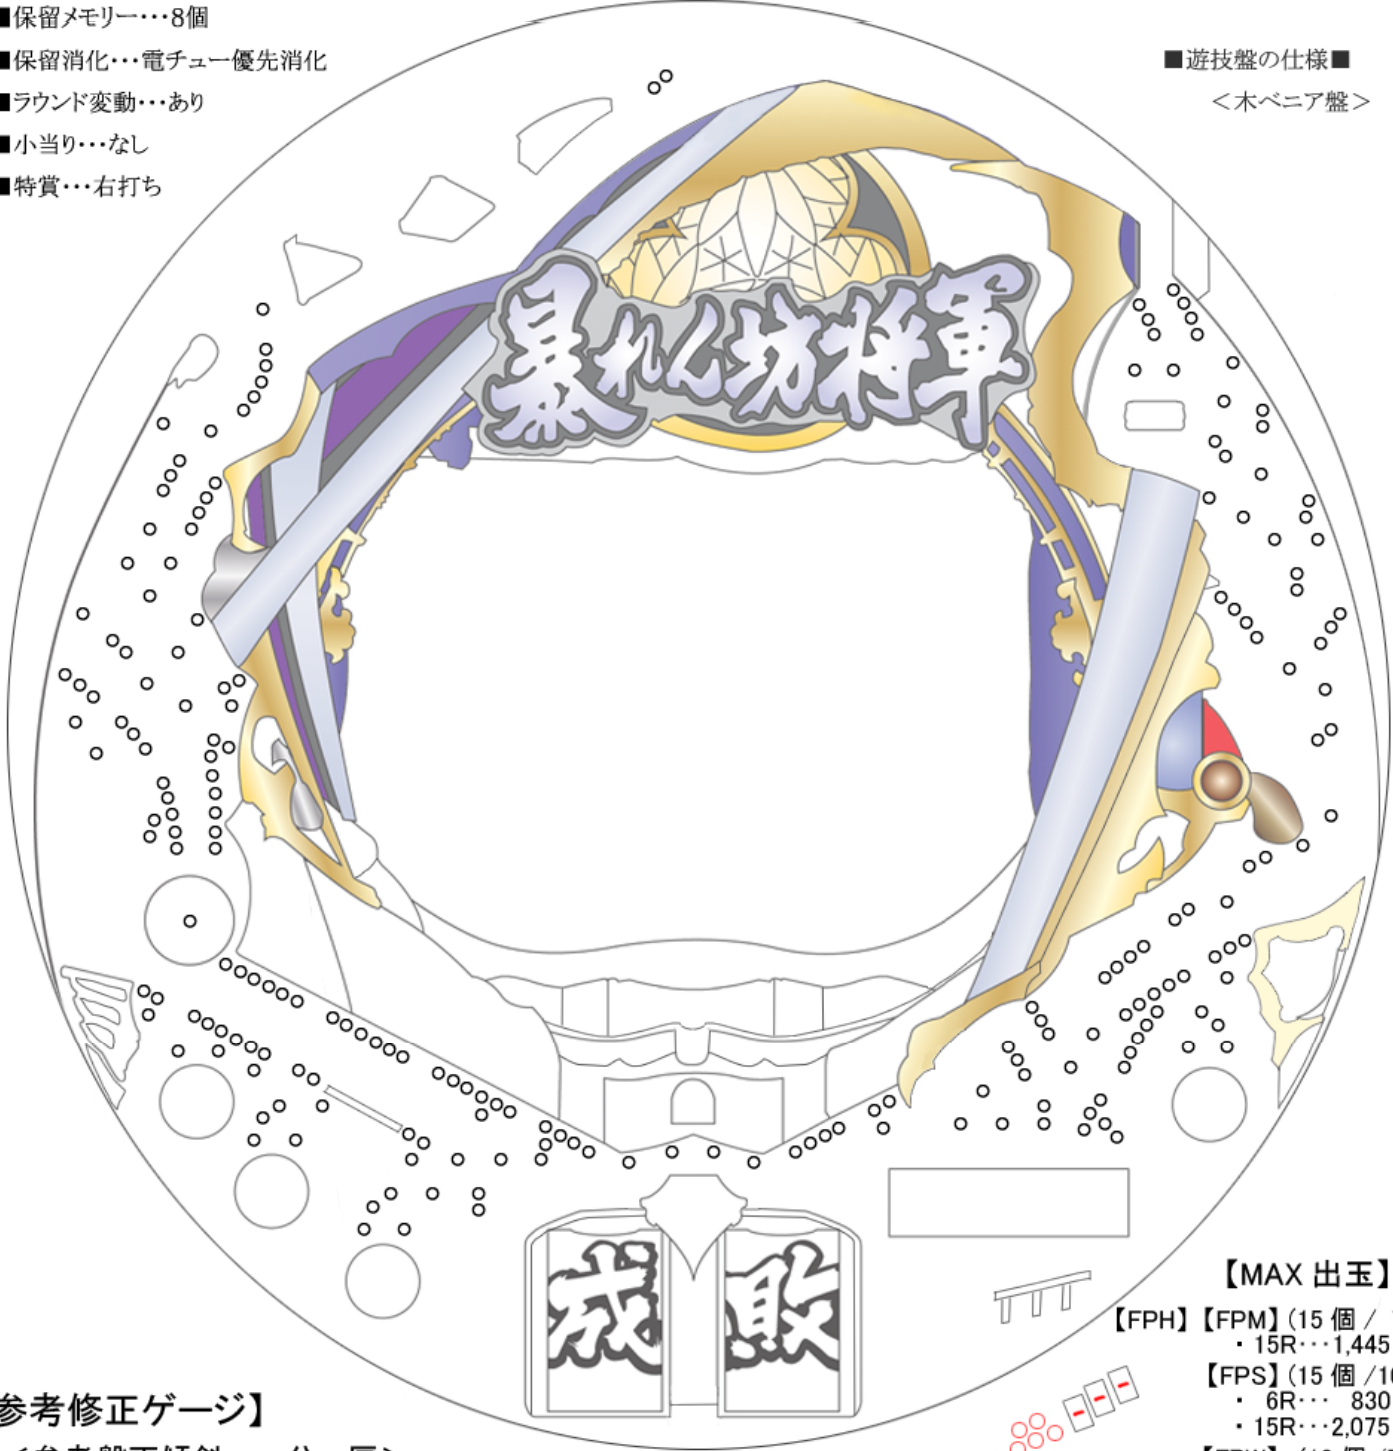 ■保留メモリー・・・8個
■保留消化・・・電チュー優先消化
■ラウンド変動・・・あり
■小当り・・・なし
■特賞・・・右打ち
■遊技盤の仕様■
＜木ベニア盤＞
暴れん坊将軍
成敗
【MAX 出玉】
【FPH】【FPM】(15 個 /
・ 15R・・・1,445
【FPS】(15 個 /10
・ 6R・・・ 830
・ 15R・・・2,075
参考修正ゲージ】